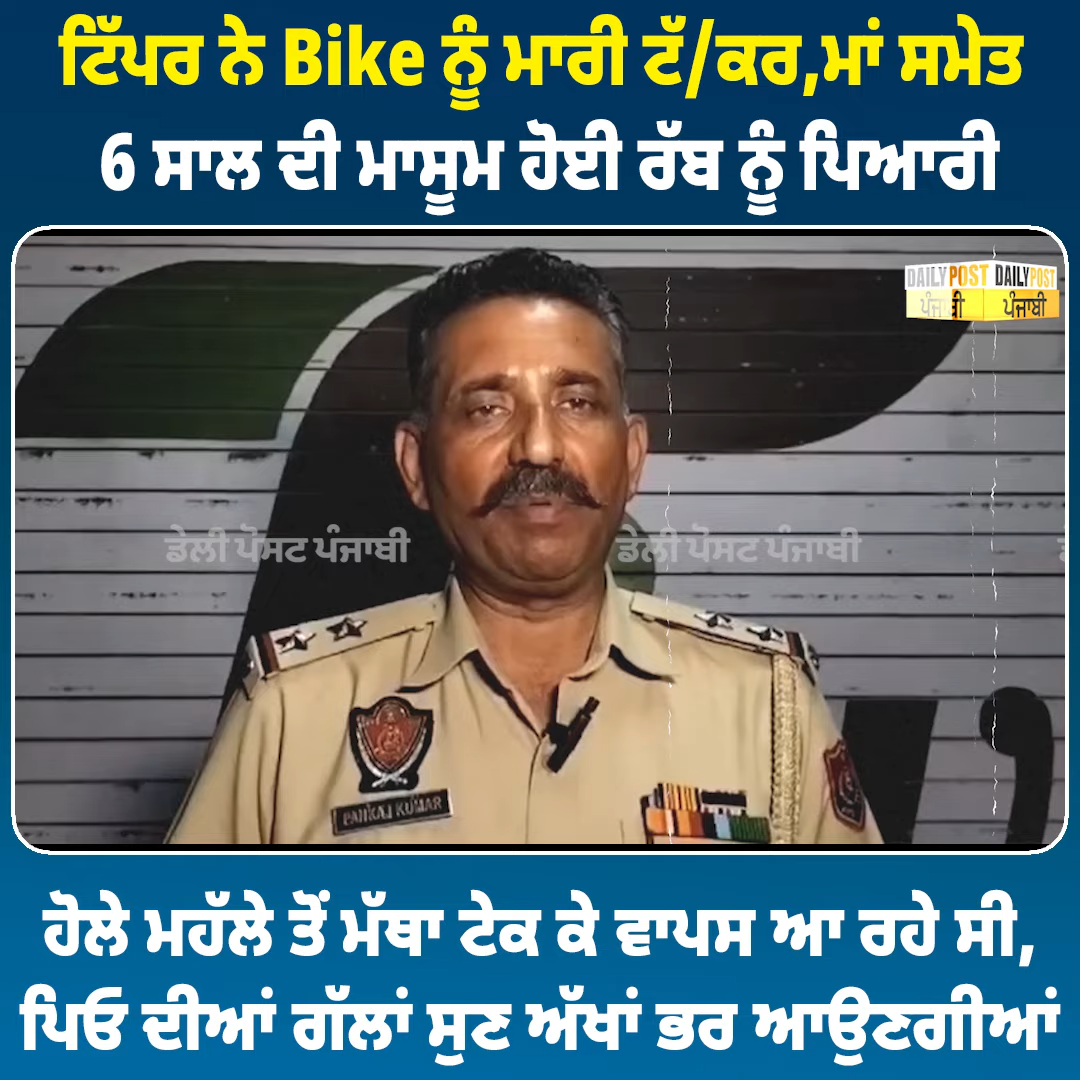 ਟਿੱਪਰ ਨੇ Bike ਨੂੰ ਮਾਰੀ ਟੱ/ਕਰ,ਮਾਂ ਸਮੇਤ
6 ਸਾਲ ਦੀ ਮਾਸੂਮ ਹੋਈ ਰੱਬ ਨੂੰ ਪਿਆਰੀ
DAILY POST DAILY POST
ਪੰਜਾਬੀ ਪੰਜਾਬੀ
ਡੇਲੀ ਪੋਸਟ ਪੰਜਾਬੀ ਡੇਲੀ ਪੋਸਟ ਪੰਜਾਬੀ
PANKAJ KUMAR
ਹੋਲੇ ਮਹੱਲੇ ਤੋਂ ਮੱਥਾ ਟੇਕ ਕੇ ਵਾਪਸ ਆ ਰਹੇ ਸੀ,
ਪਿਓ ਦੀਆਂ ਗੱਲਾਂ ਸੁਣ ਅੱਖਾਂ ਭਰ ਆਉਣਗੀਆਂ